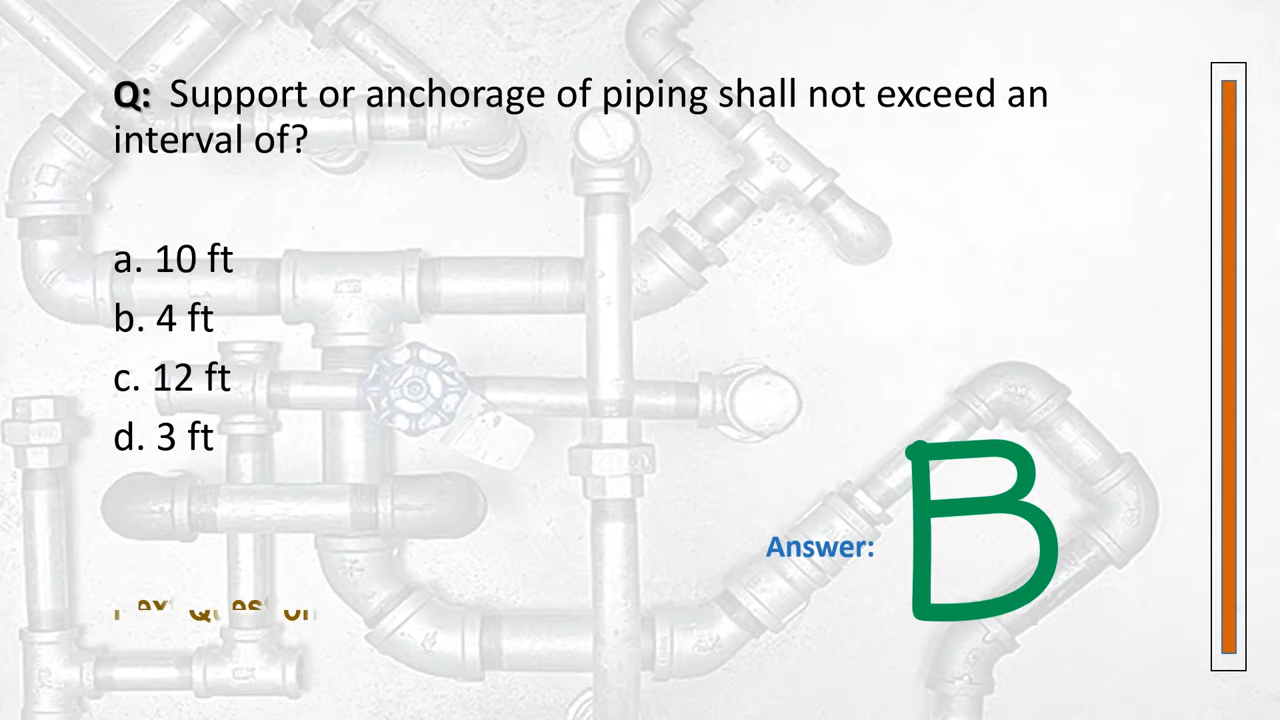 Q: Support or anchorage of piping shall not exceed an
interval of?
a. 10 ft
b. 4 ft
c. 12 ft
d. 3 ft
Answer: B